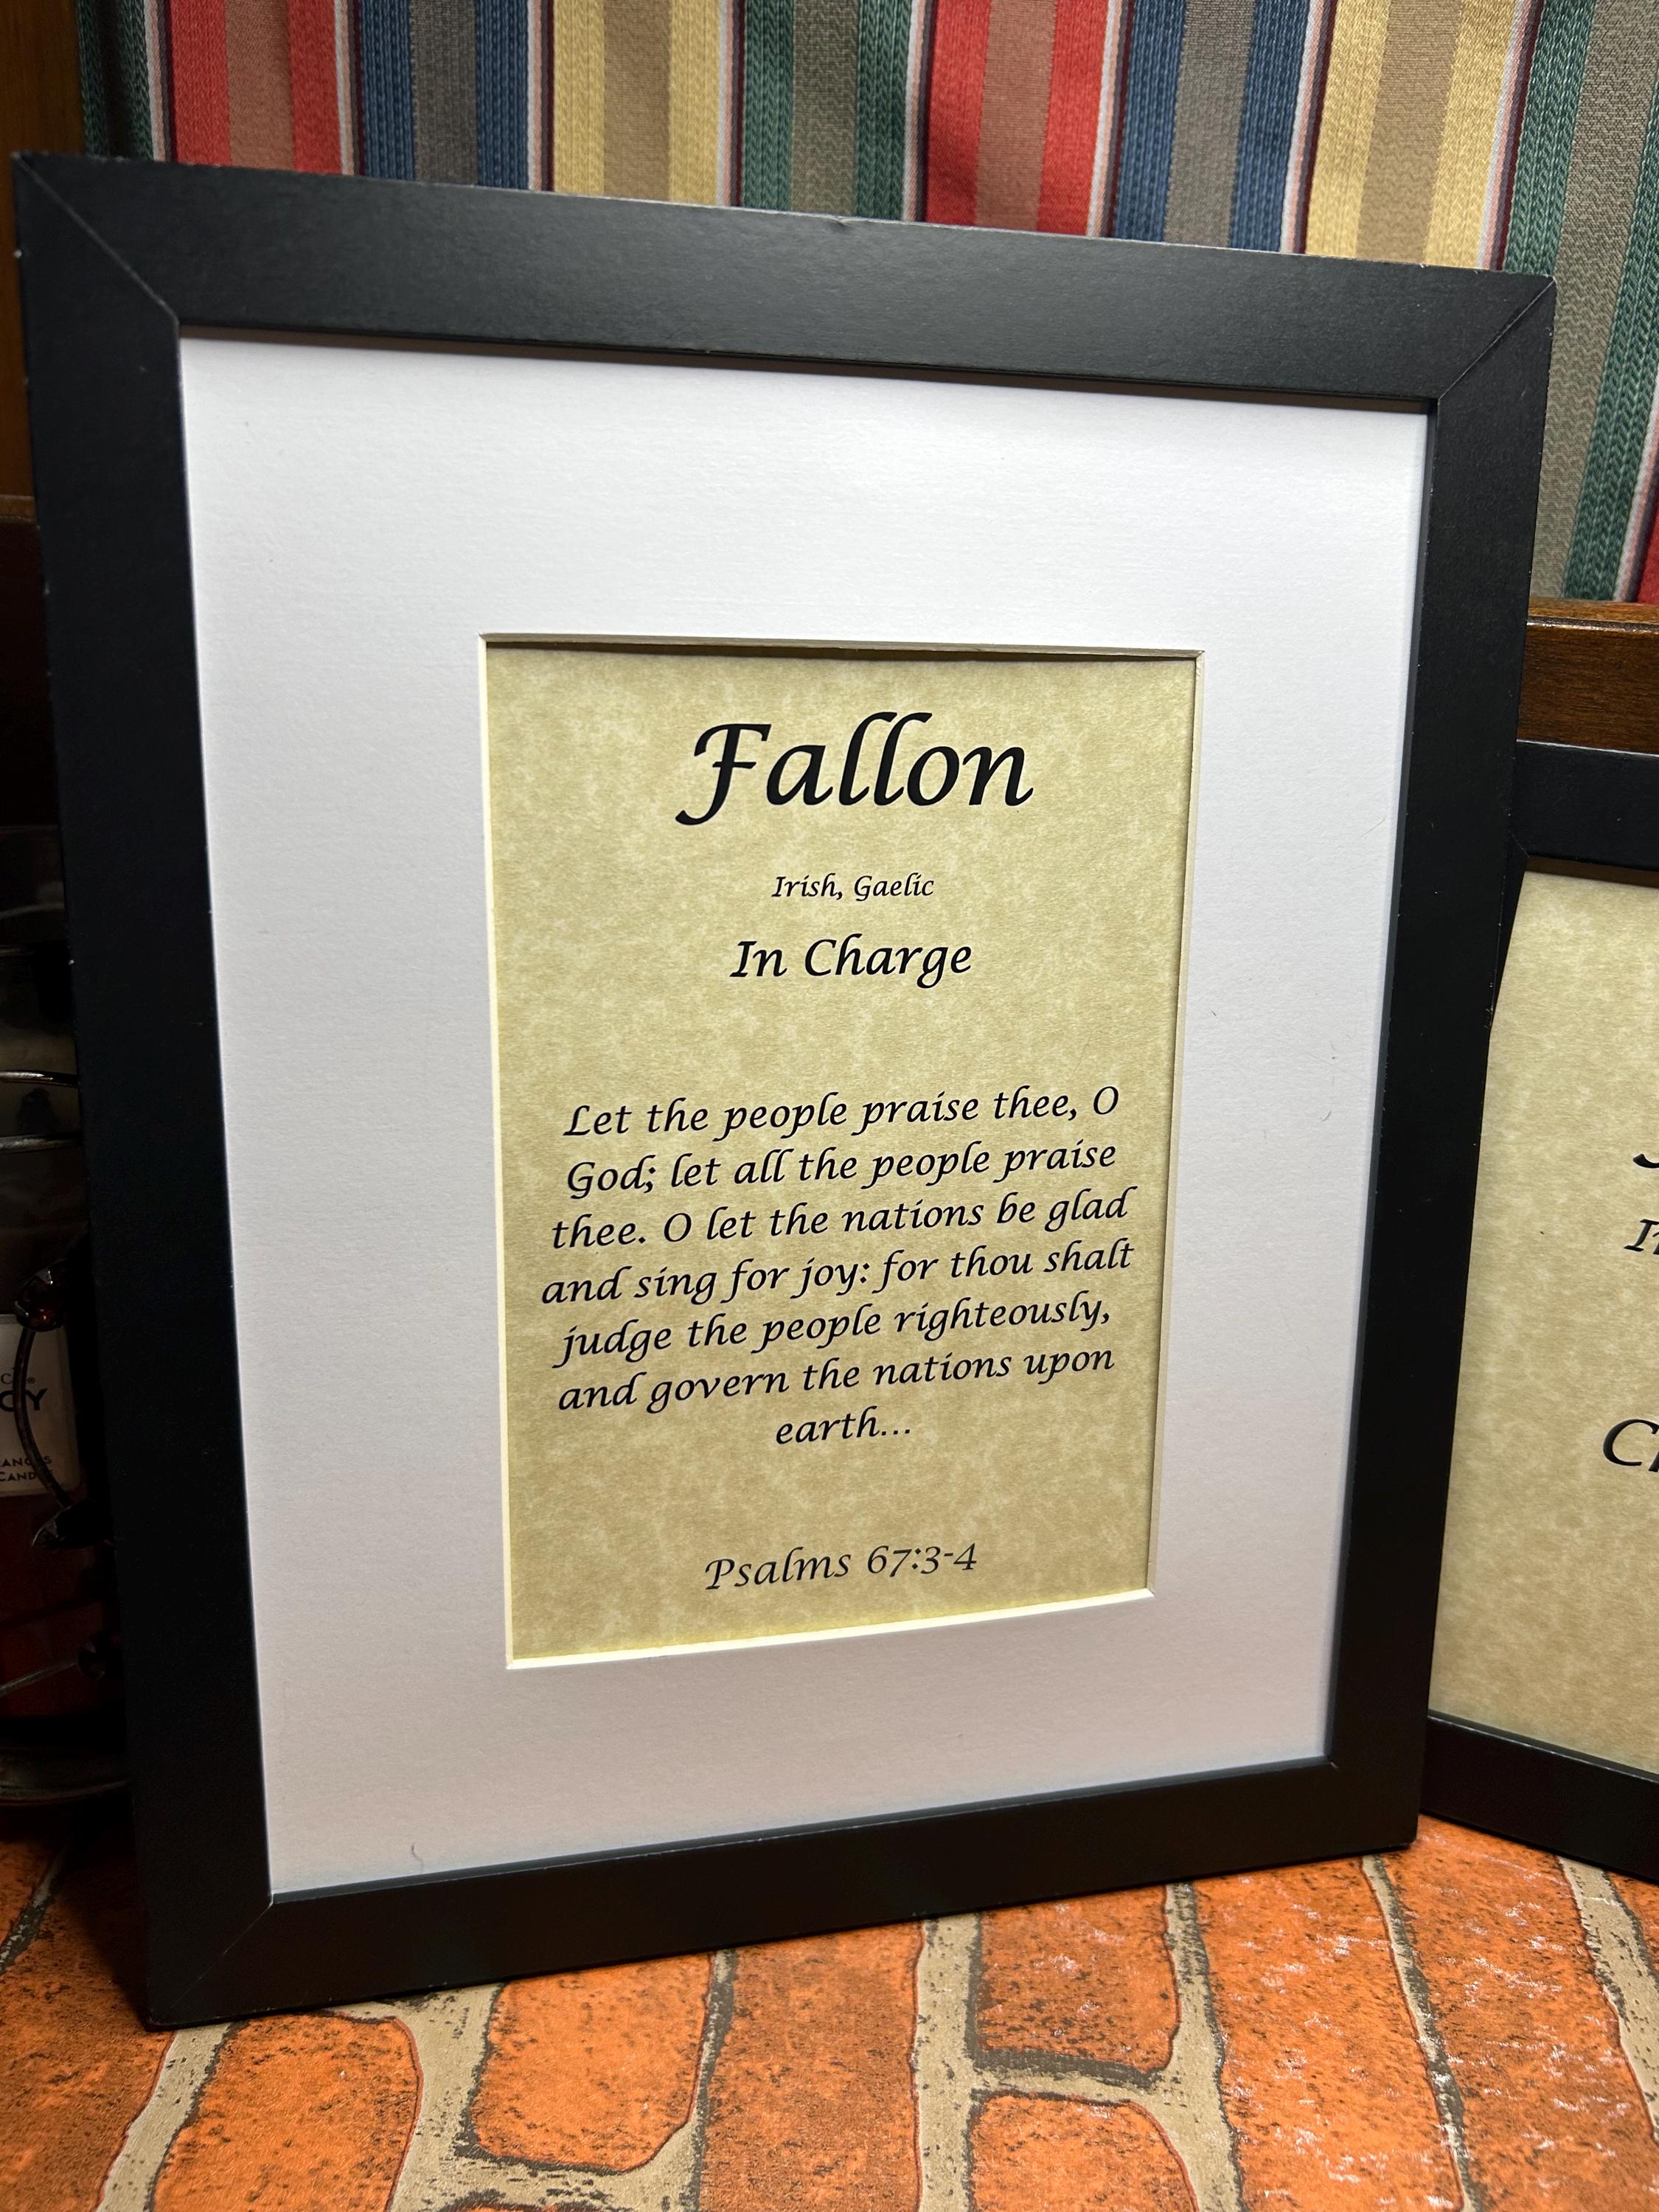 Fallon
Irish, Gaelic
In Charge
Let the people praise thee, O
God; let all the people praise
thee. O let the nations be glad
and sing for joy: for thou shalt
judge the people righteously,
and govern the nations upon
earth...
Psalms 67:3-4